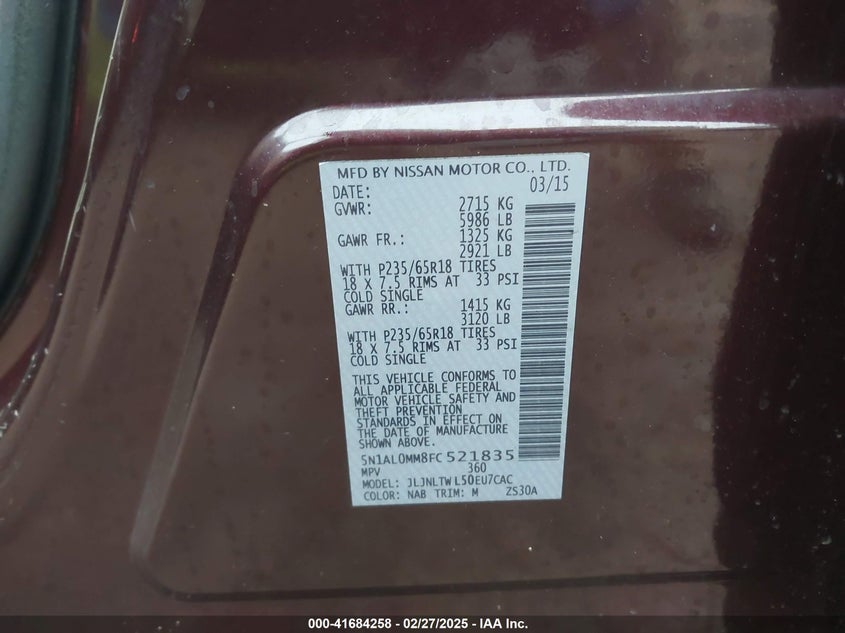 MFD BY NISSAN MOTOR CO., LTD.
DATE: 03/15
GVWR: 2715 KG
5986 LB
GAWR FR.: 1325 KG
2921 LB
WITH P235/65R18 TIRES
18 X 7.5 RIMS AT 33 PSI
COLD SINGLE
GAWR RR.: 1415 KG
3120 LB
WITH P235/65R18 TIRES
18 X 7.5 RIMS AT 33 PSI
COLD SINGLE
THIS VEHICLE CONFORMS TO
ALL APPLICABLE FEDERAL
MOTOR VEHICLE SAFETY AND
THEFT PREVENTION
STANDARDS IN EFFECT ON
THE DATE OF MANUFACTURE
SHOWN ABOVE.
5N1AL0MM8FC521835
MPV 360
MODEL: JLJNLTWL50EU7CAC
COLOR: NAB TRIM: M ZS30A
000-41684258 - 02/27/2025 - IAA Inc.